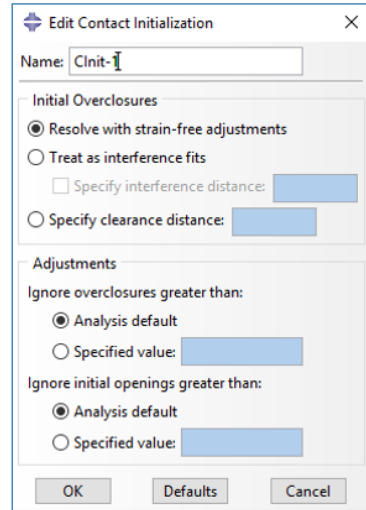 Edit Contact Initialization
Name: CInit-1
Initial Overclosures
Resolve with strain-free adjustments
Treat as interference fits
Specify interference distance:
Specify clearance distance:
Adjustments
Ignore overclosures greater than:
Analysis default
Specified value:
Ignore initial openings greater than:
Analysis default
Specified value:
OK Defaults Cancel